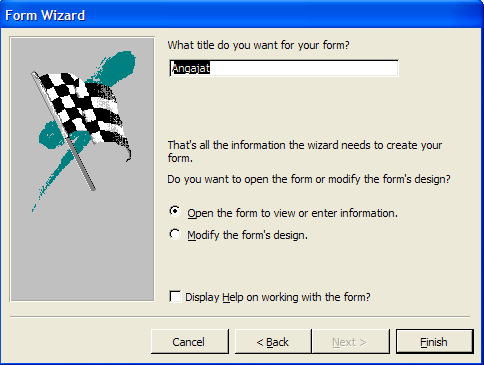 Form Wizard
What title do you want for your form?
Angajat
That's all the information the wizard needs to create your
form.
Do you want to open the form or modify the form's design?
Open the form to view or enter information.
Modify the form's design.
Display Help on working with the form?
Cancel
< Back
Next >
Finish